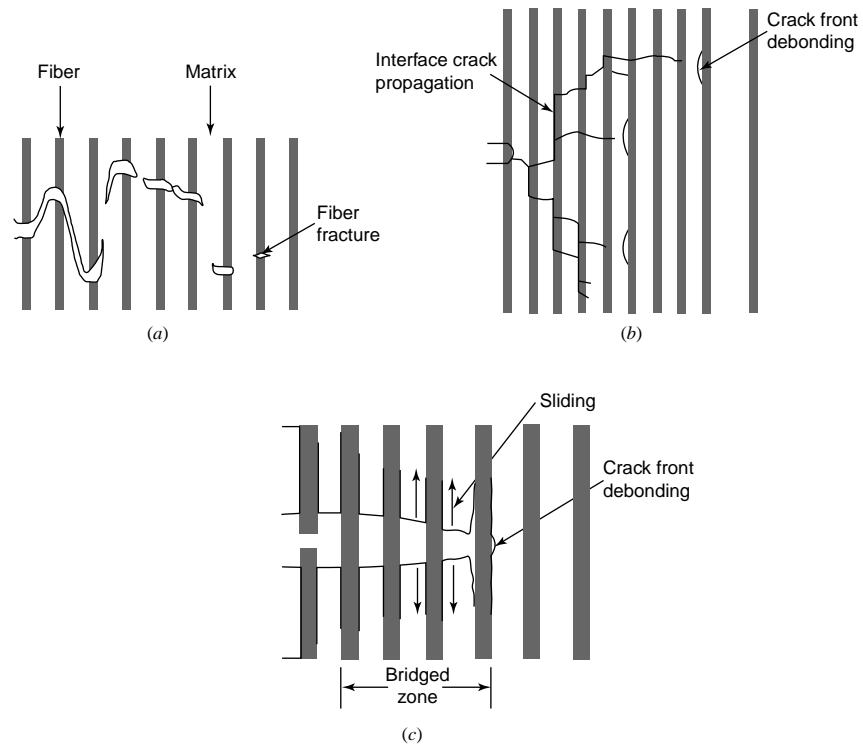 Fiber
Matrix
Fiber
fracture
(a)
Crack front
debonding
Interface crack
propagation
(b)
Sliding
Crack front
debonding
Bridged
zone
(c)